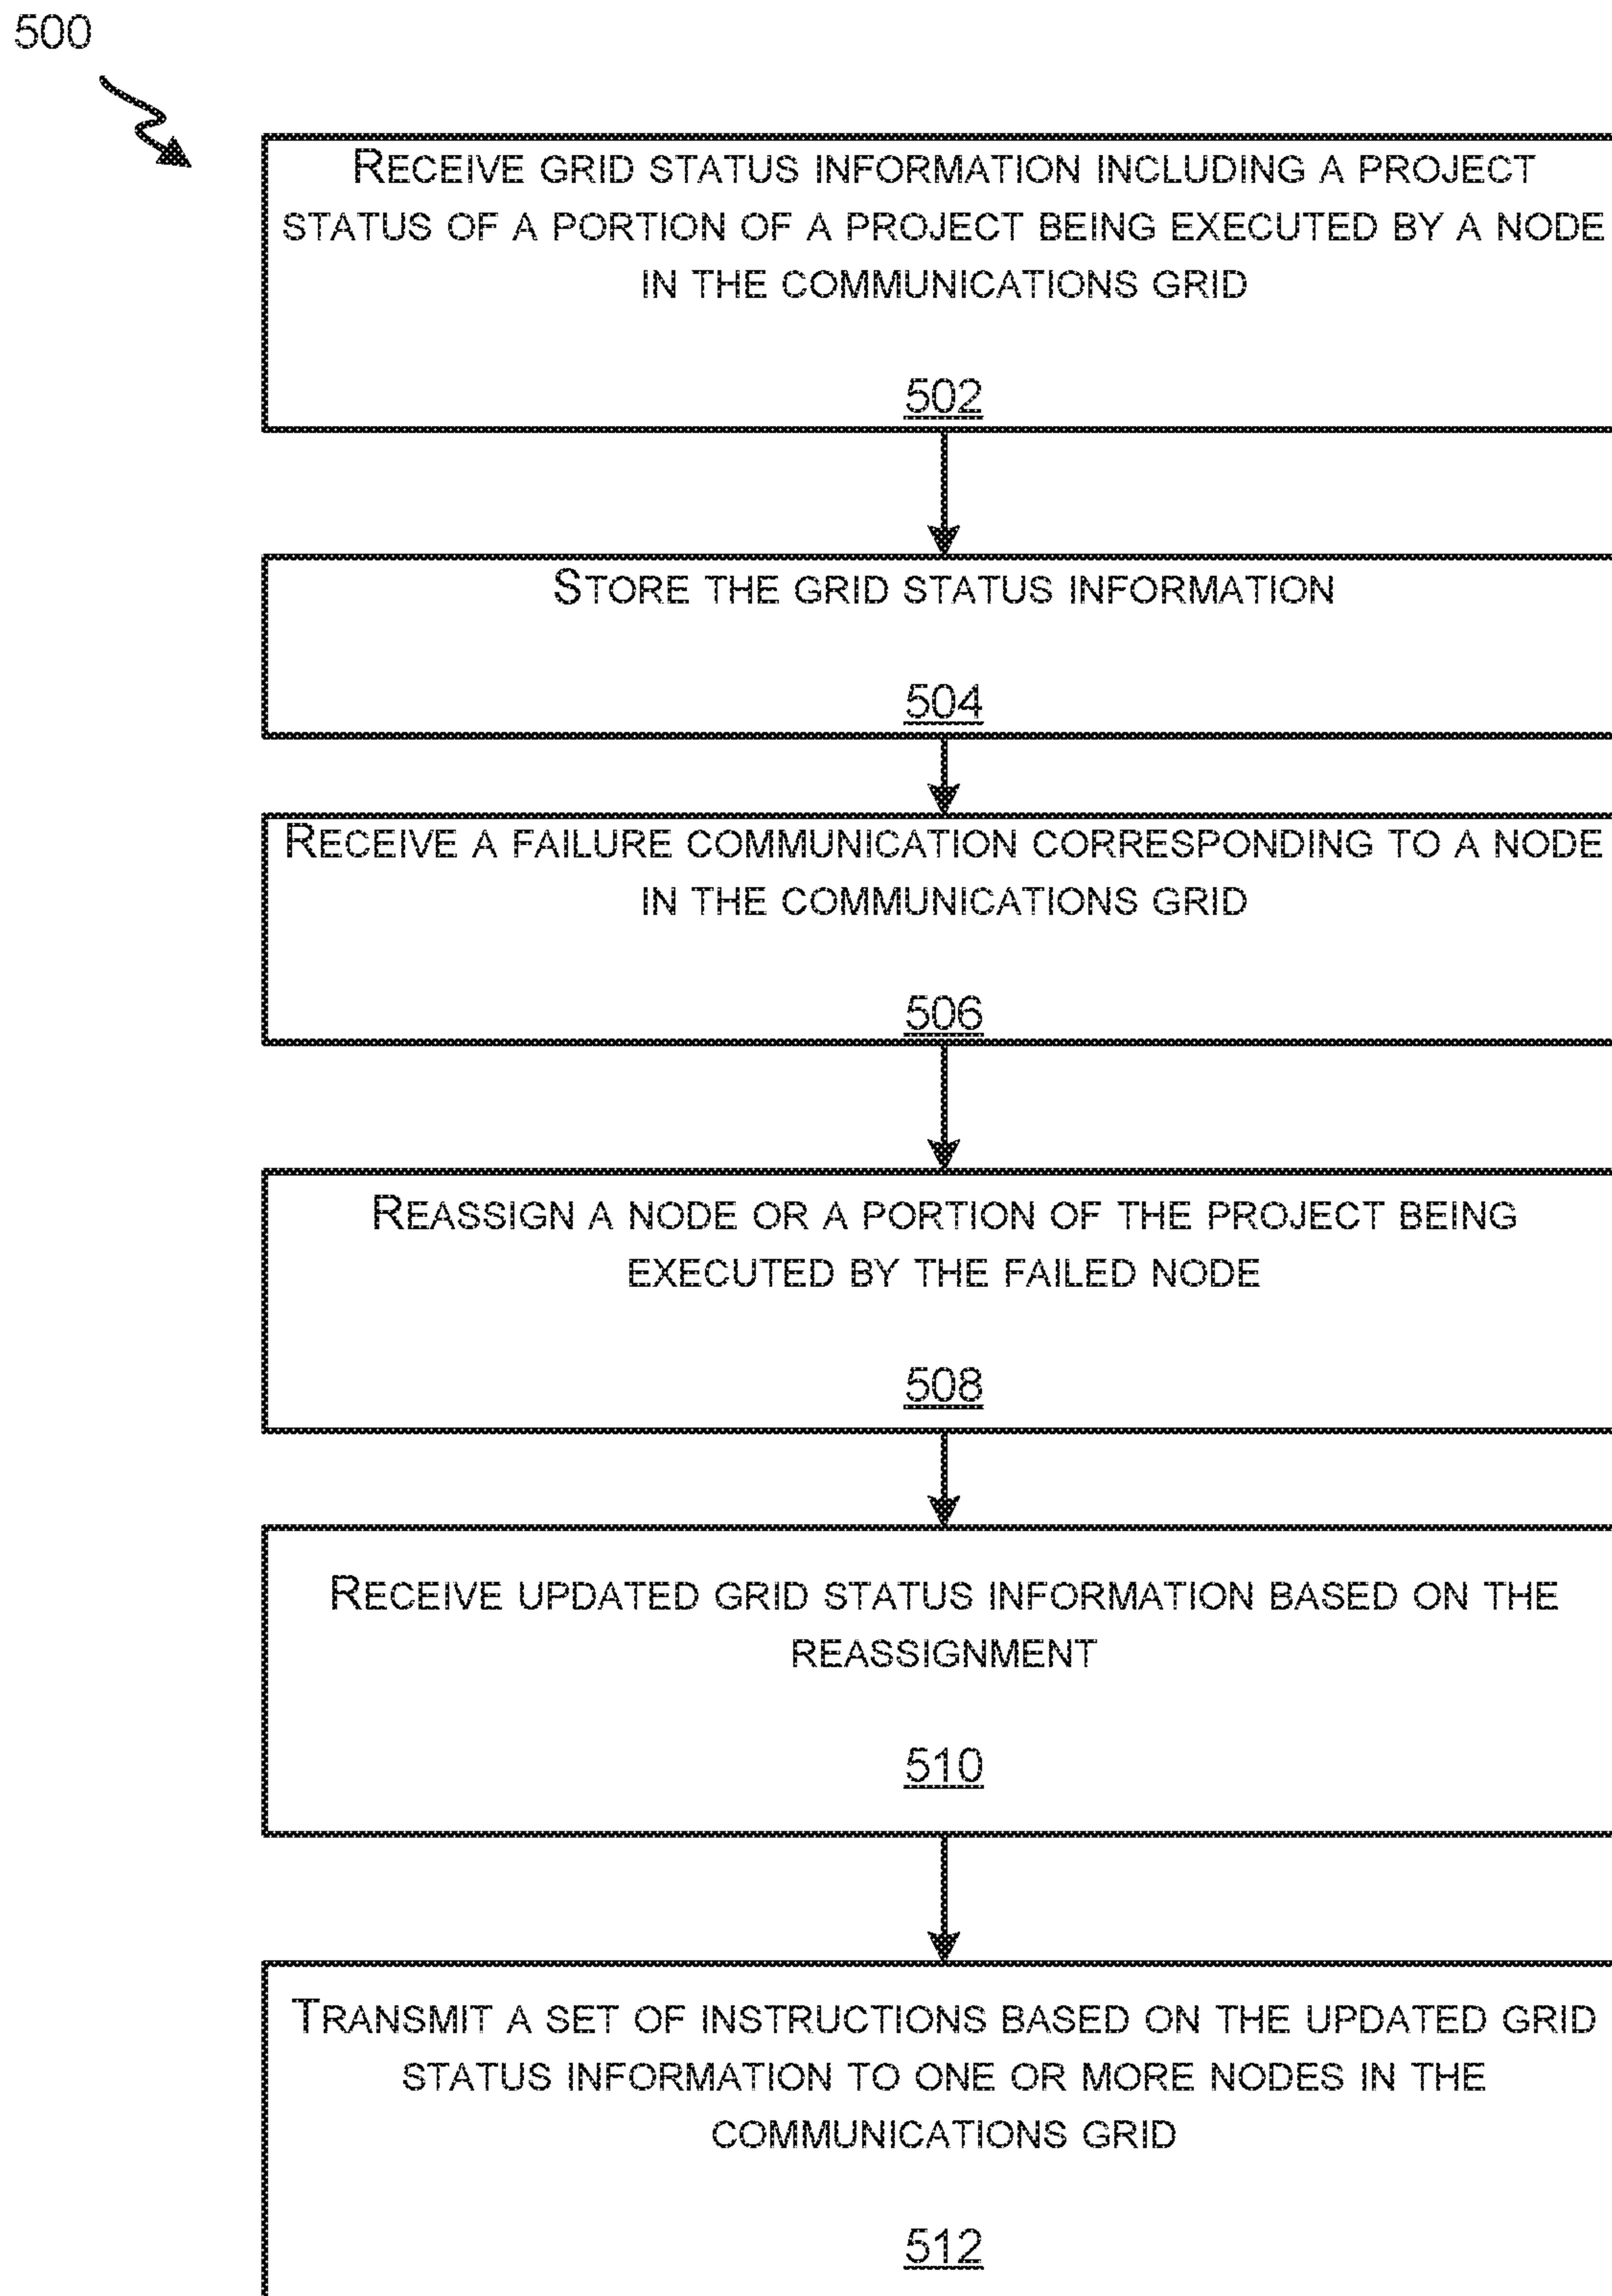 500
RECEIVE GRID STATUS INFORMATION INCLUDING A PROJECT
STATUS OF A PORTION OF A PROJECT BEING EXECUTED BY A NODE
IN THE COMMUNICATIONS GRID
502
STORE THE GRID STATUS INFORMATION
504
RECEIVE A FAILURE COMMUNICATION CORRESPONDING TO A NODE
IN THE COMMUNICATIONS GRID
506
REASSIGN A NODE OR A PORTION OF THE PROJECT BEING
EXECUTED BY THE FAILED NODE
508
RECEIVE UPDATED GRID STATUS INFORMATION BASED ON THE
REASSIGNMENT
510
TRANSMIT A SET OF INSTRUCTIONS BASED ON THE UPDATED GRID
STATUS INFORMATION TO ONE OR MORE NODES IN THE
COMMUNICATIONS GRID
512